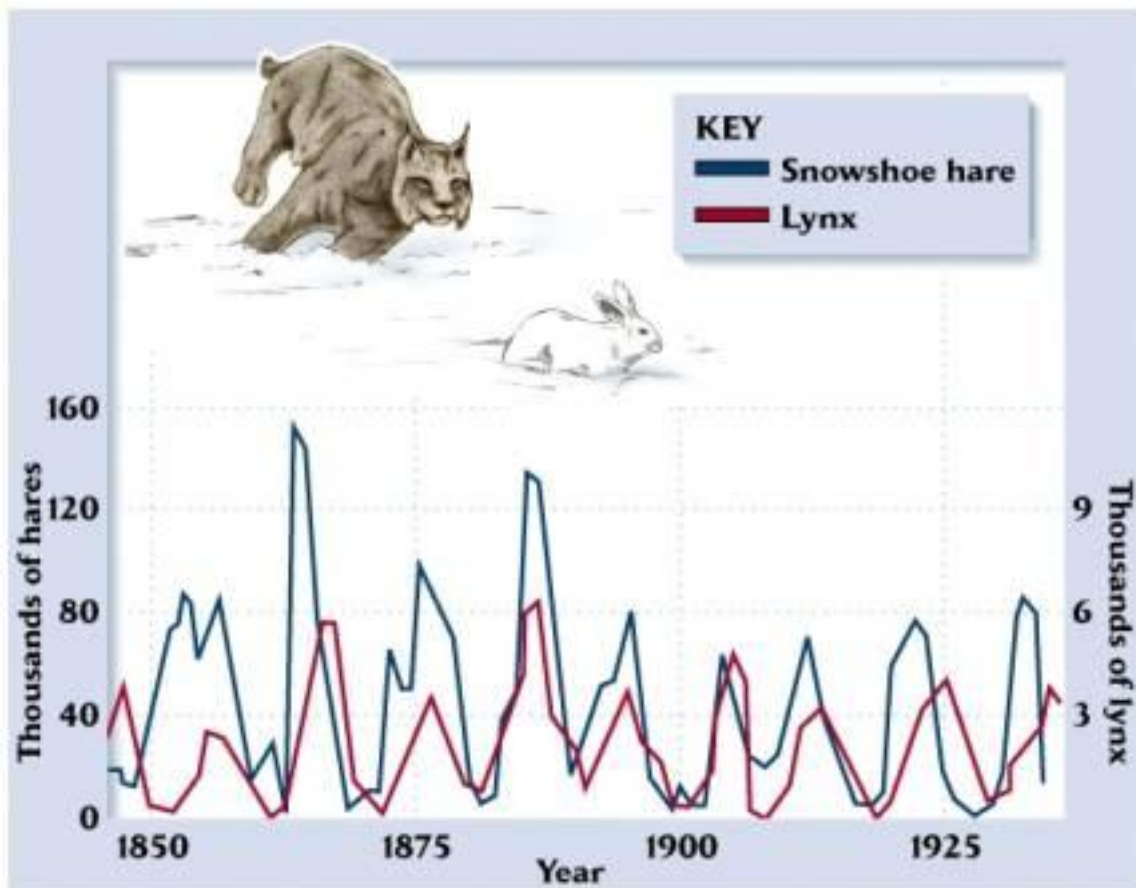 KEY
Snowshoe hare
Lynx
160
120
80
40
0
Thousands of hares
9
6
3
Thousands of lynx
1850 1875 1900 1925
Year